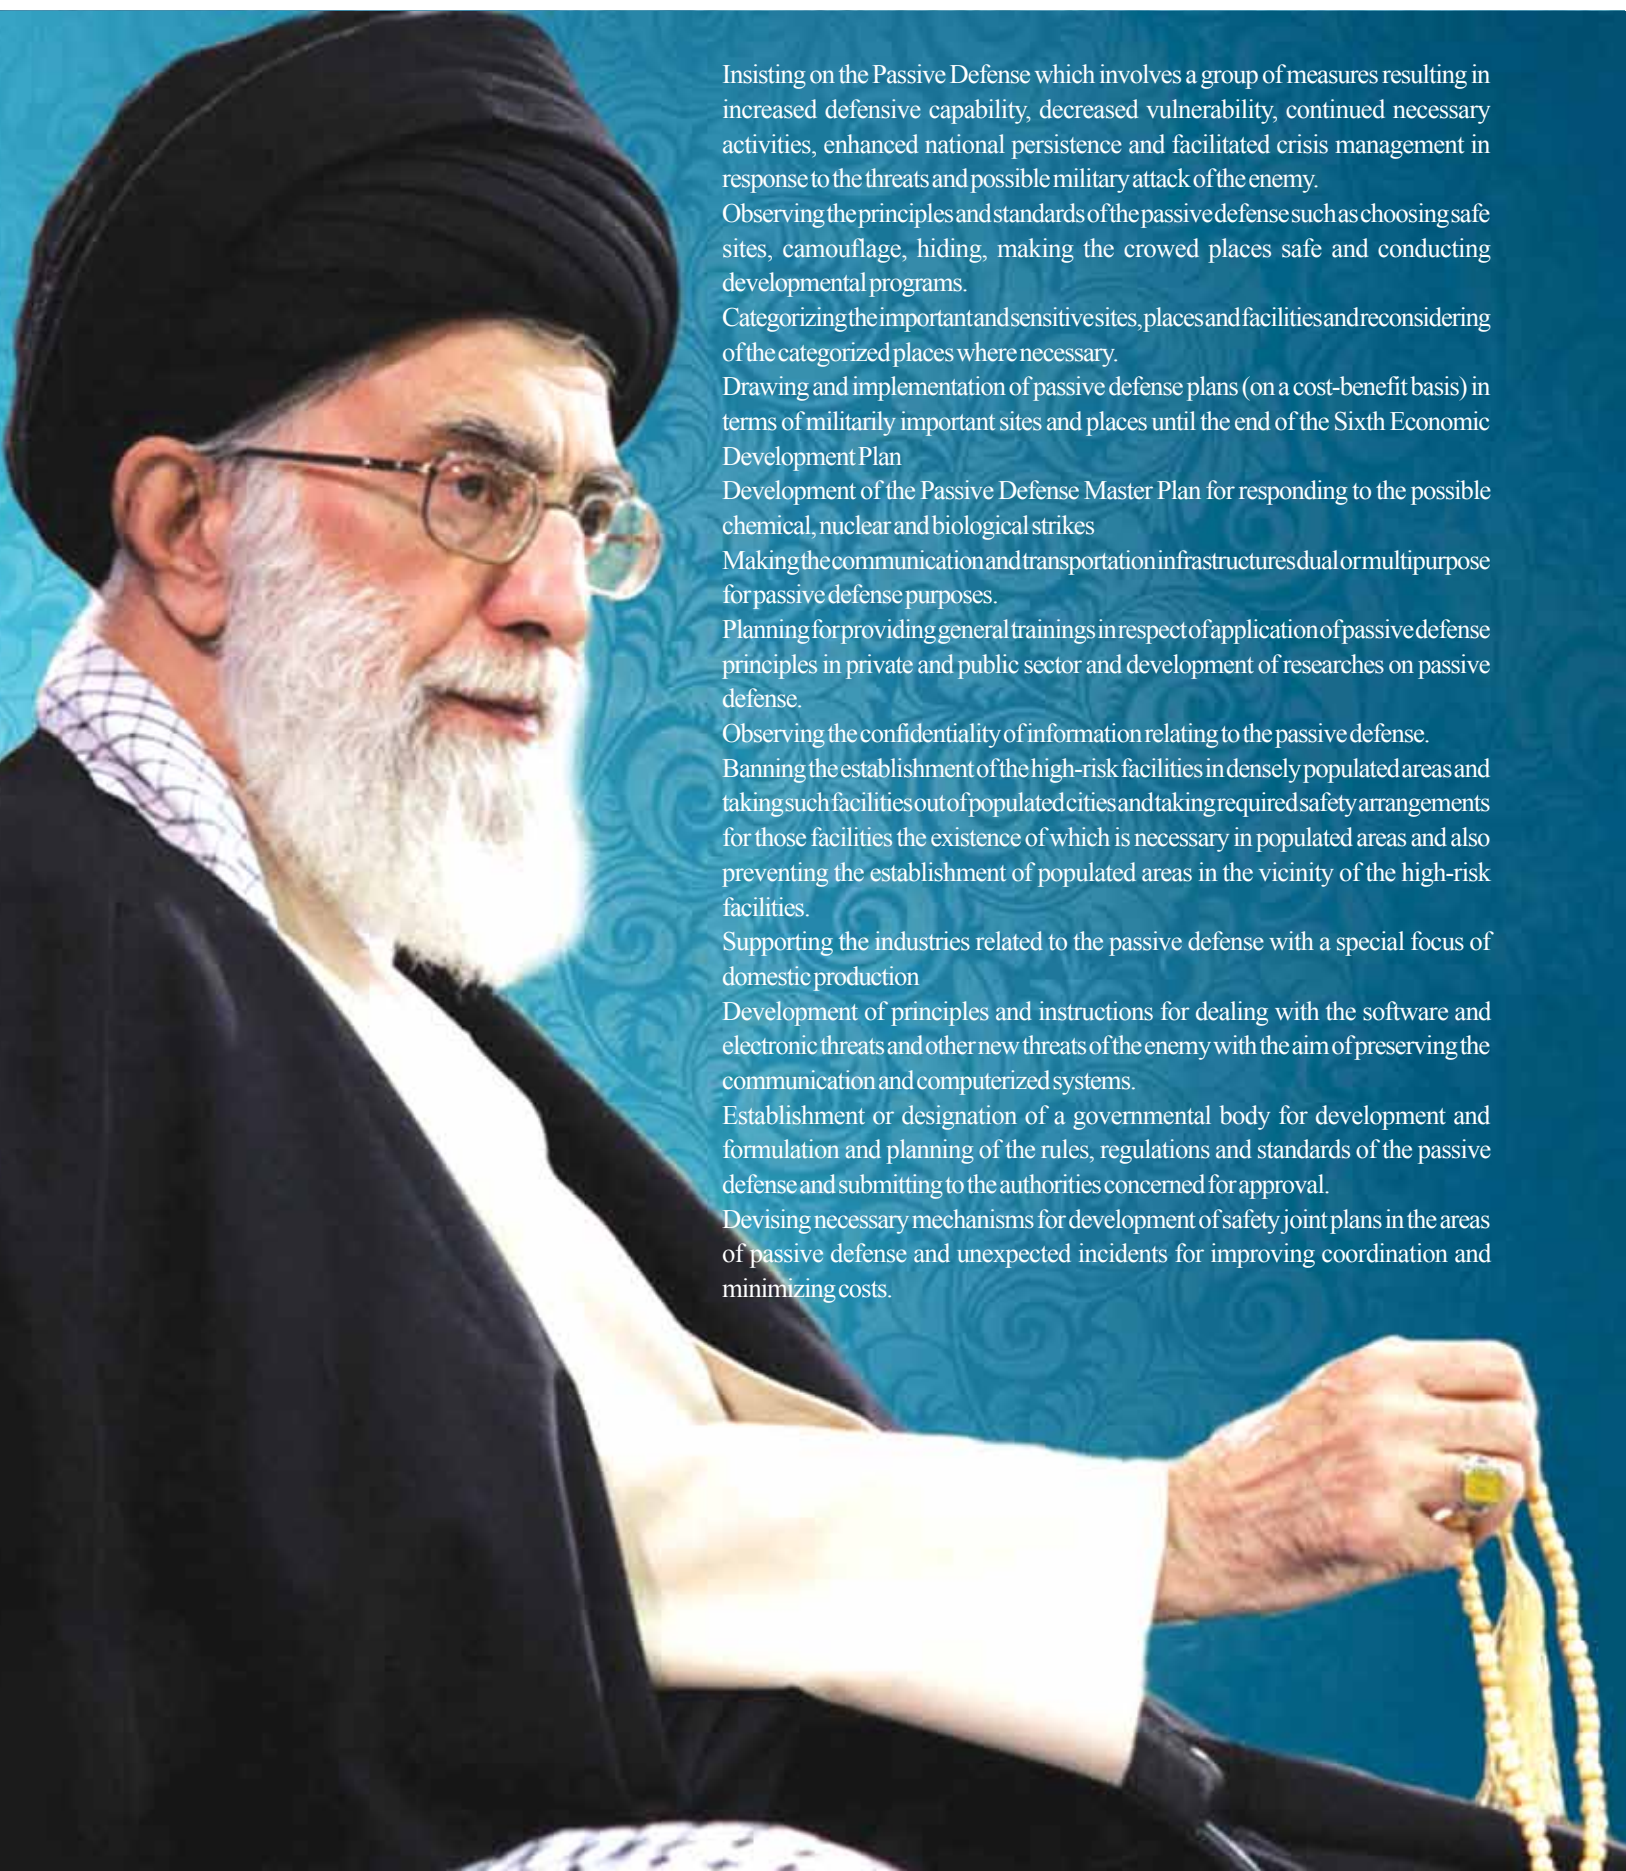 Insisting on the Passive Defense which involves a group of measures resulting in
increased defensive capability, decreased vulnerability, continued necessary
activities, enhanced national persistence and facilitated crisis management in
response to the threats and possible military attack of the enemy.
Observing the principles and standards of the passive defense such as choosing safe
sites, camouflage, hiding, making the crowed places safe and conducting
developmental programs.
Categorizing the important and sensitive sites, places and facilities and reconsidering
of the categorized places where necessary.
Drawing and implementation of passive defense plans (on a cost-benefit basis) in
terms of militarily important sites and places until the end of the Sixth Economic
Development Plan
Development of the Passive Defense Master Plan for responding to the possible
chemical, nuclear and biological strikes
Making the communication and transportation infrastructures dual or multipurpose
for passive defense purposes.
Planning for providing general trainings in respect of application of passive defense
principles in private and public sector and development of researches on passive
defense.
Observing the confidentiality of information relating to the passive defense.
Banning the establishment of the high-risk facilities in densely populated areas and
taking such facilities out of populated cities and taking required safety arrangements
for those facilities the existence of which is necessary in populated areas and also
preventing the establishment of populated areas in the vicinity of the high-risk
facilities.
Supporting the industries related to the passive defense with a special focus of
domestic production
Development of principles and instructions for dealing with the software and
electronic threats and other new threats of the enemy with the aim of preserving the
communication and computerized systems.
Establishment or designation of a governmental body for development and
formulation and planning of the rules, regulations and standards of the passive
defense and submitting to the authorities concerned for approval.
Devising necessary mechanisms for development of safety joint plans in the areas
of passive defense and unexpected incidents for improving coordination and
minimizing costs.